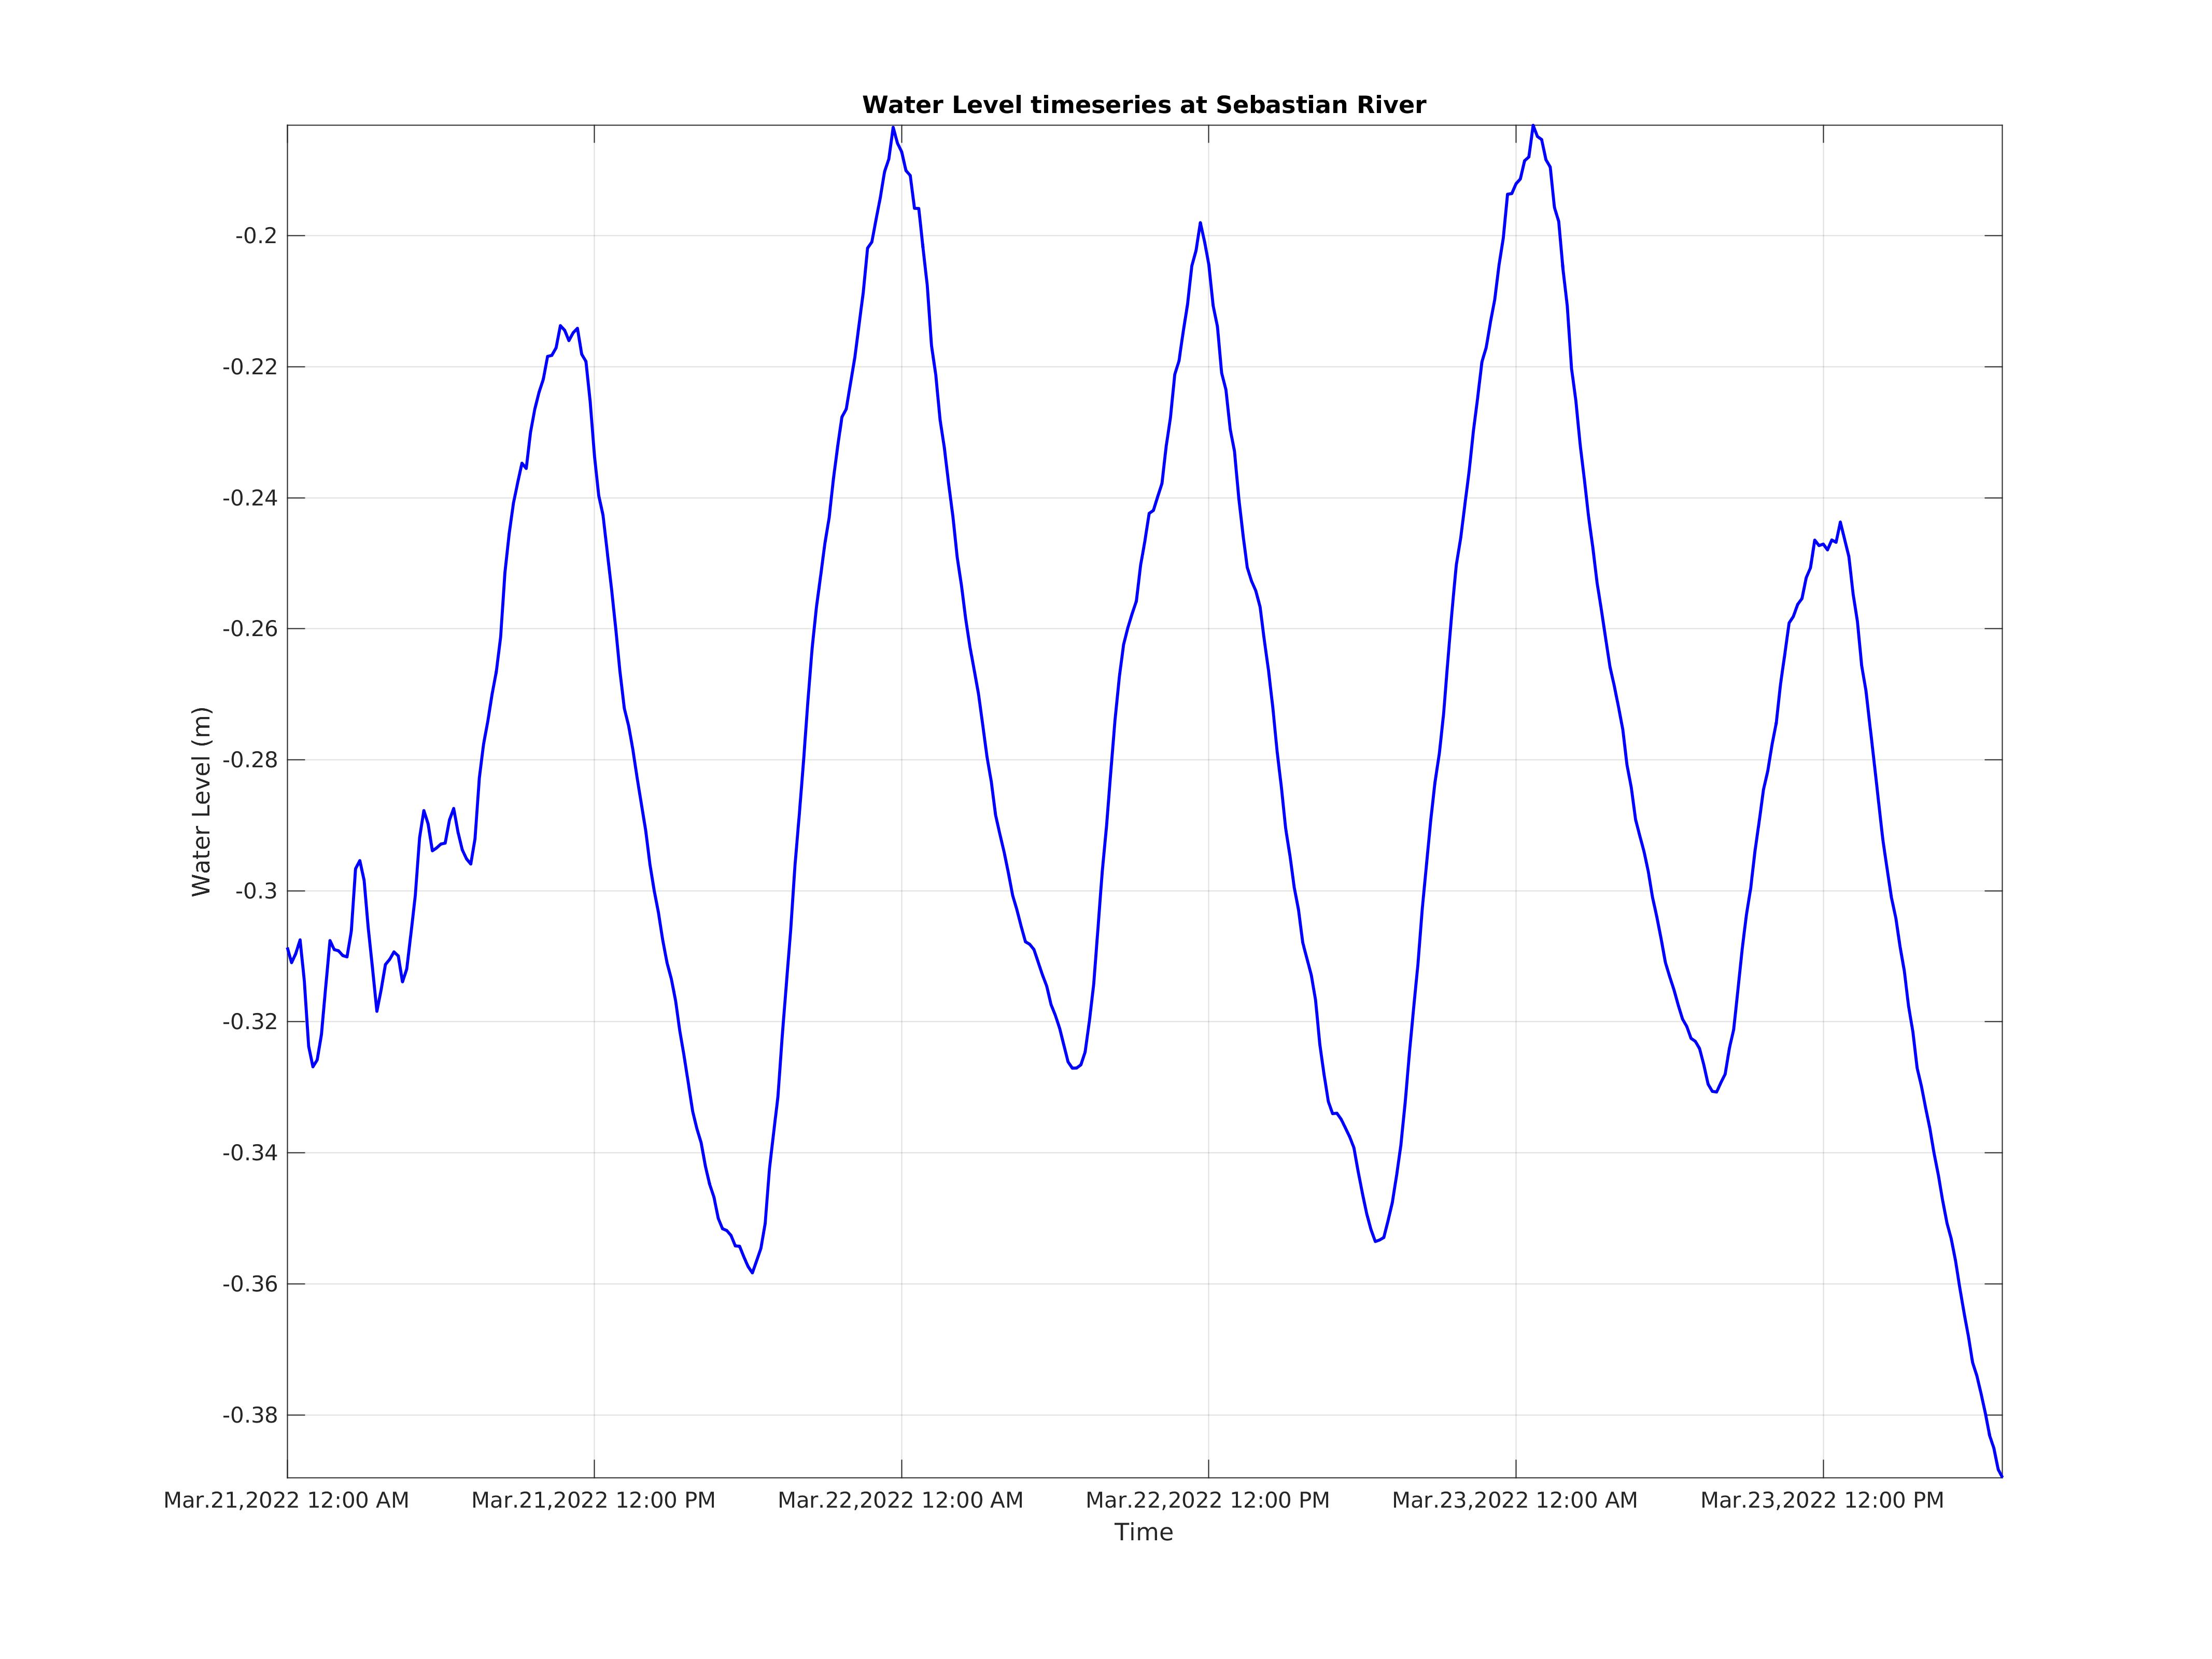 Water Level timeseries at Sebastian River
Water Level (m)
-0.2
-0.22
-0.24
-0.26
-0.28
-0.3
-0.32
-0.34
-0.36
-0.38
Mar.21,2022 12:00 AM
Mar.21,2022 12:00 PM
Mar.22,2022 12:00 AM
Mar.22,2022 12:00 PM
Mar.23,2022 12:00 AM
Mar.23,2022 12:00 PM
Time